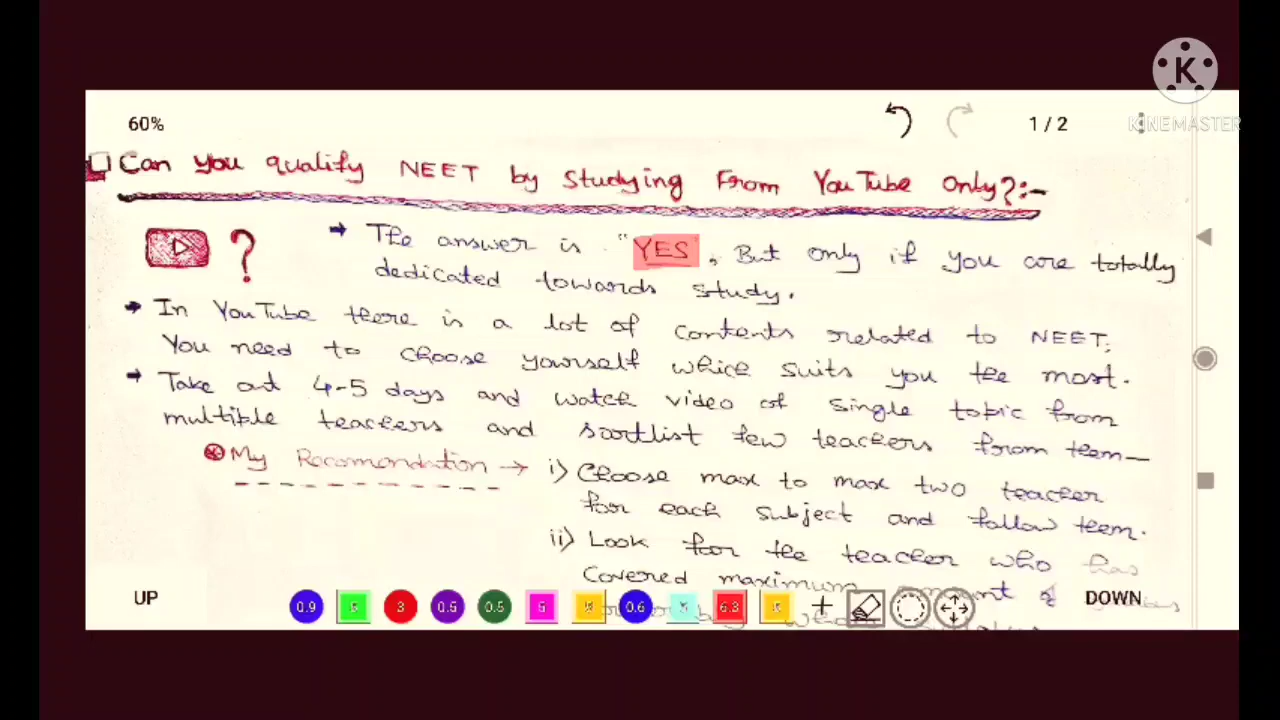 K
KINEMASTER
60%
1 / 2
Can you qualify NEET by Studying From YouTube Only?:-
?
→ The answer is "YES", But only if you are totally
dedicated towards study.
→ In YouTube there is a lot of contents related to NEET.
You need to choose yourself which suits you the most.
→ Take out 4-5 days and watch video of single topic from
multiple teachers and sortlist few teachers from them—
My Recomondation → i) Choose max to max two teacher
for each subject and follow them.
ii) Look for the teacher who has
Covered maximum
UP
0.9 5 3 0.5 0.5 5 0.6 6.3 +
DOWN